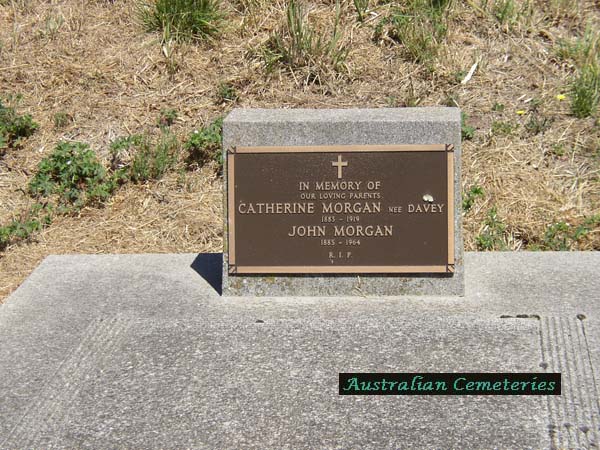 IN MEMORY OF
OUR LOVING PARENTS
CATHERINE MORGAN NEE DAVEY
1885 - 1919
JOHN MORGAN
1885 - 1964
R. I. P.
Australian Cemeteries